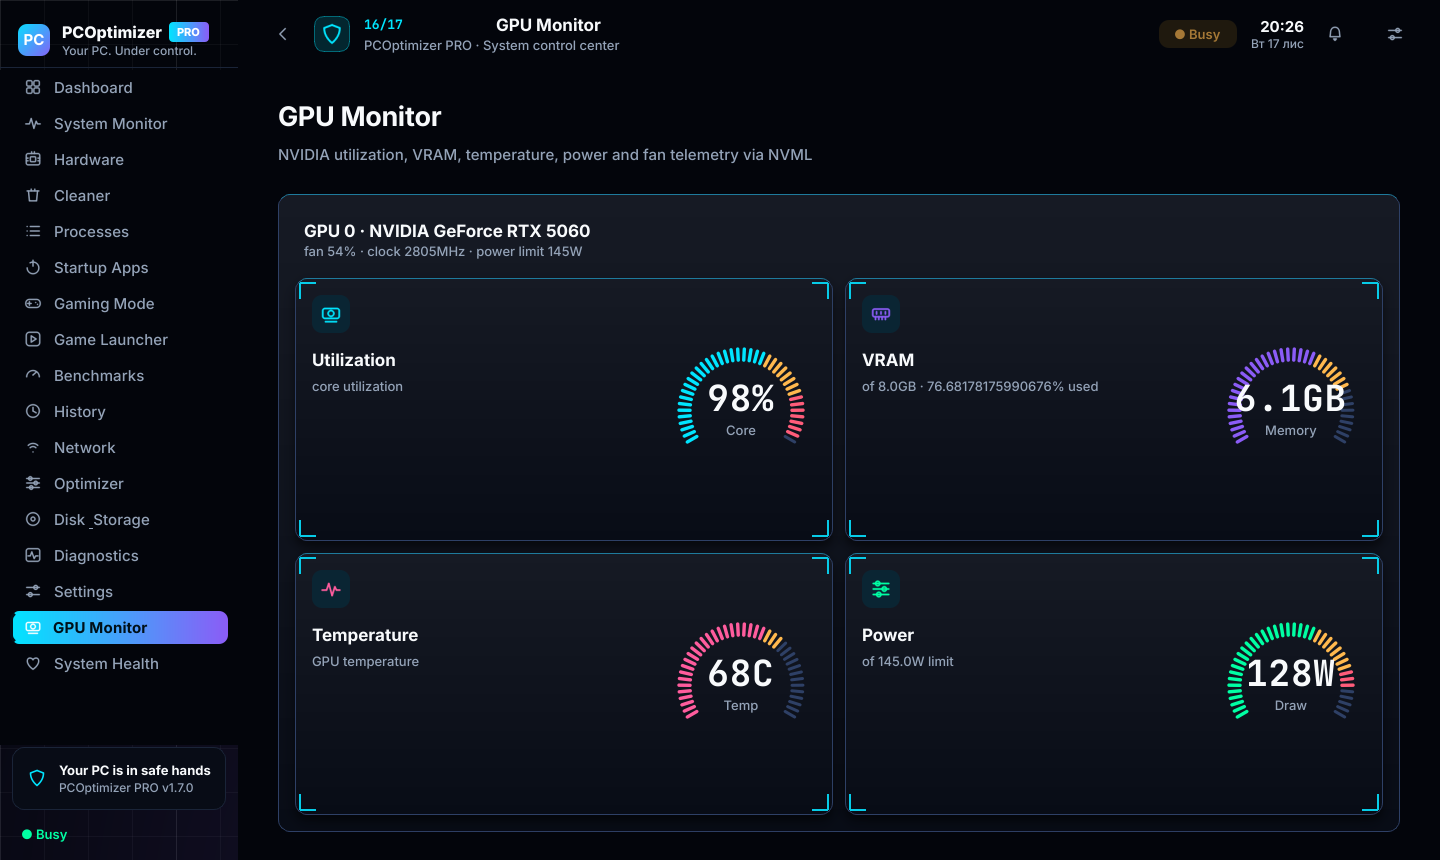 PC
PCOptimizer PRO
Your PC. Under control.
Dashboard
System Monitor
Hardware
Cleaner
Processes
Startup Apps
Gaming Mode
Game Launcher
Benchmarks
History
Network
Optimizer
Disk _Storage
Diagnostics
Settings
GPU Monitor
System Health
Your PC is in safe hands
PCOptimizer PRO v1.7.0
Busy
16/17 GPU Monitor
PCOptimizer PRO · System control center
Busy
20:26
Вт 17 лис
GPU Monitor
NVIDIA utilization, VRAM, temperature, power and fan telemetry via NVML
GPU 0 · NVIDIA GeForce RTX 5060
fan 54% · clock 2805MHz · power limit 145W
Utilization
core utilization
98%
Core
VRAM
of 8.0GB · 76.68178175990676% used
6.1GB
Memory
Temperature
GPU temperature
68C
Temp
Power
of 145.0W limit
128W
Draw